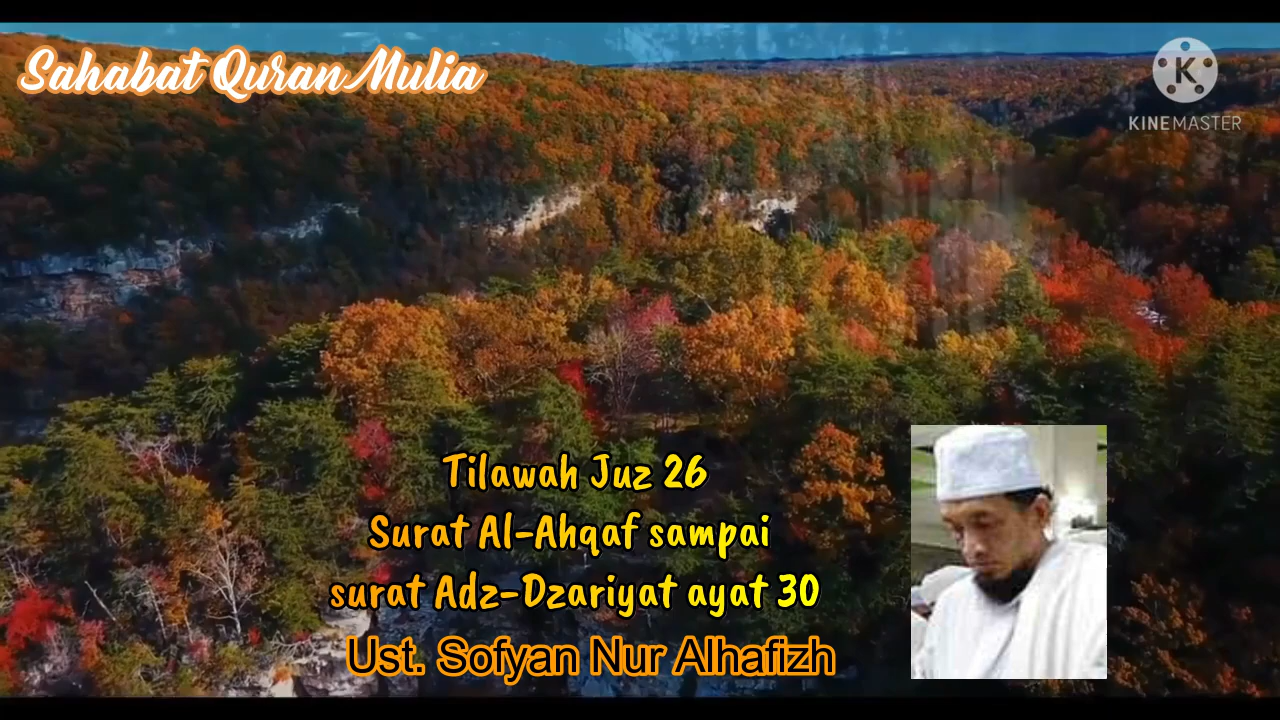 Sahabat Quran Mulia
K
KINEMASTER
Tilawah Juz 26
Surat Al-Ahqaf sampai
surat Adz-Dzariyat ayat 30
Ust. Sofyan Nur Alhafizh